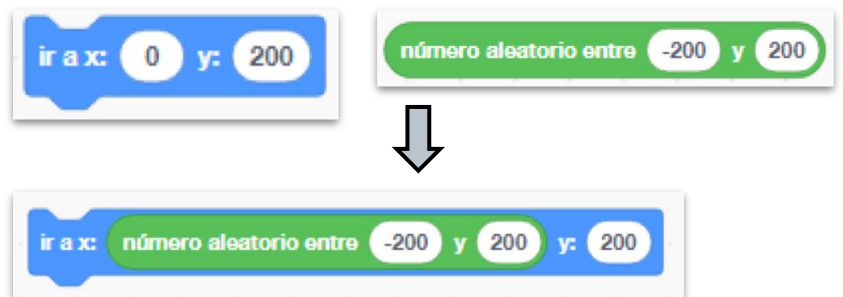 ir a x: 0 y: 200
número aleatorio entre -200 y 200
ir a x: número aleatorio entre -200 y 200 y: 200